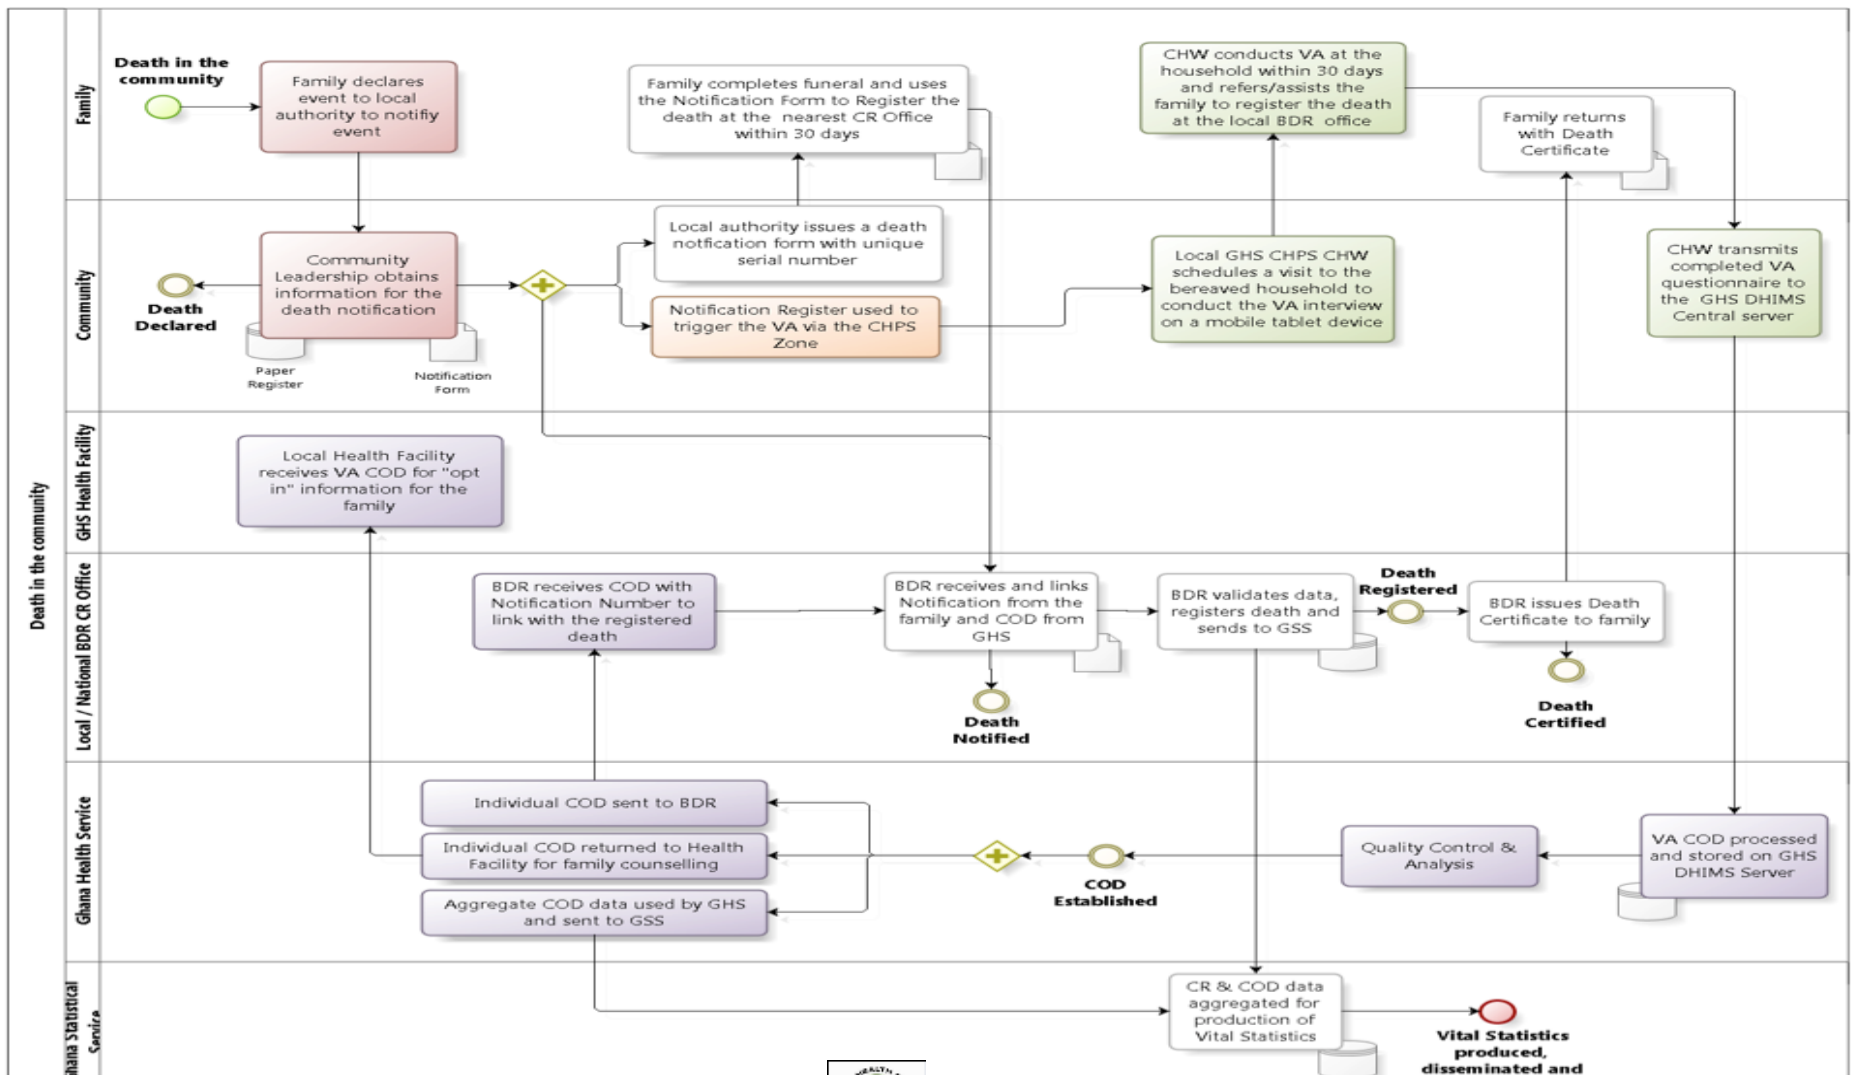 Death in the community
Family
Community
GHS Health Facility
Local / National BDR CR Office
Ghana Health Service
hana Statistical
Service
Death in the
community
Family declares
event to local
authority to notifiy
event
Family completes funeral and uses
the Notification Form to Register the
death at the nearest CR Office
within 30 days
CHW conducts VA at the
household within 30 days
and refers/assists the
family to register the death
at the local BDR office
Family returns
with Death
Certificate
Community
Leadership obtains
information for the
death notification
Death
Declared
Paper
Register
Notification
Form
Local authority issues a death
notfication form with unique
serial number
Notification Register used to
trigger the VA via the CHPS
Zone
Local GHS CHPS CHW
schedules a visit to the
bereaved household to
conduct the VA interview
on a mobile tablet device
CHW transmits
completed VA
questionnaire to
the GHS DHIMS
Central server
Local Health Facility
receives VA COD for "opt
in" information for the
family
BDR receives COD with
Notification Number to
link with the registered
death
BDR receives and links
Notification from the
family and COD from
GHS
BDR validates data,
registers death and
sends to GSS
Death
Registered
BDR issues Death
Certificate to family
Death
Notified
Death
Certified
Individual COD sent to BDR
Individual COD returned to Health
Facility for family counselling
Aggregate COD data used by GHS
and sent to GSS
COD
Established
Quality Control &
Analysis
VA COD processed
and stored on GHS
DHIMS Server
CR & COD data
aggregated for
production of
Vital Statistics
Vital Statistics
produced,
disseminated and